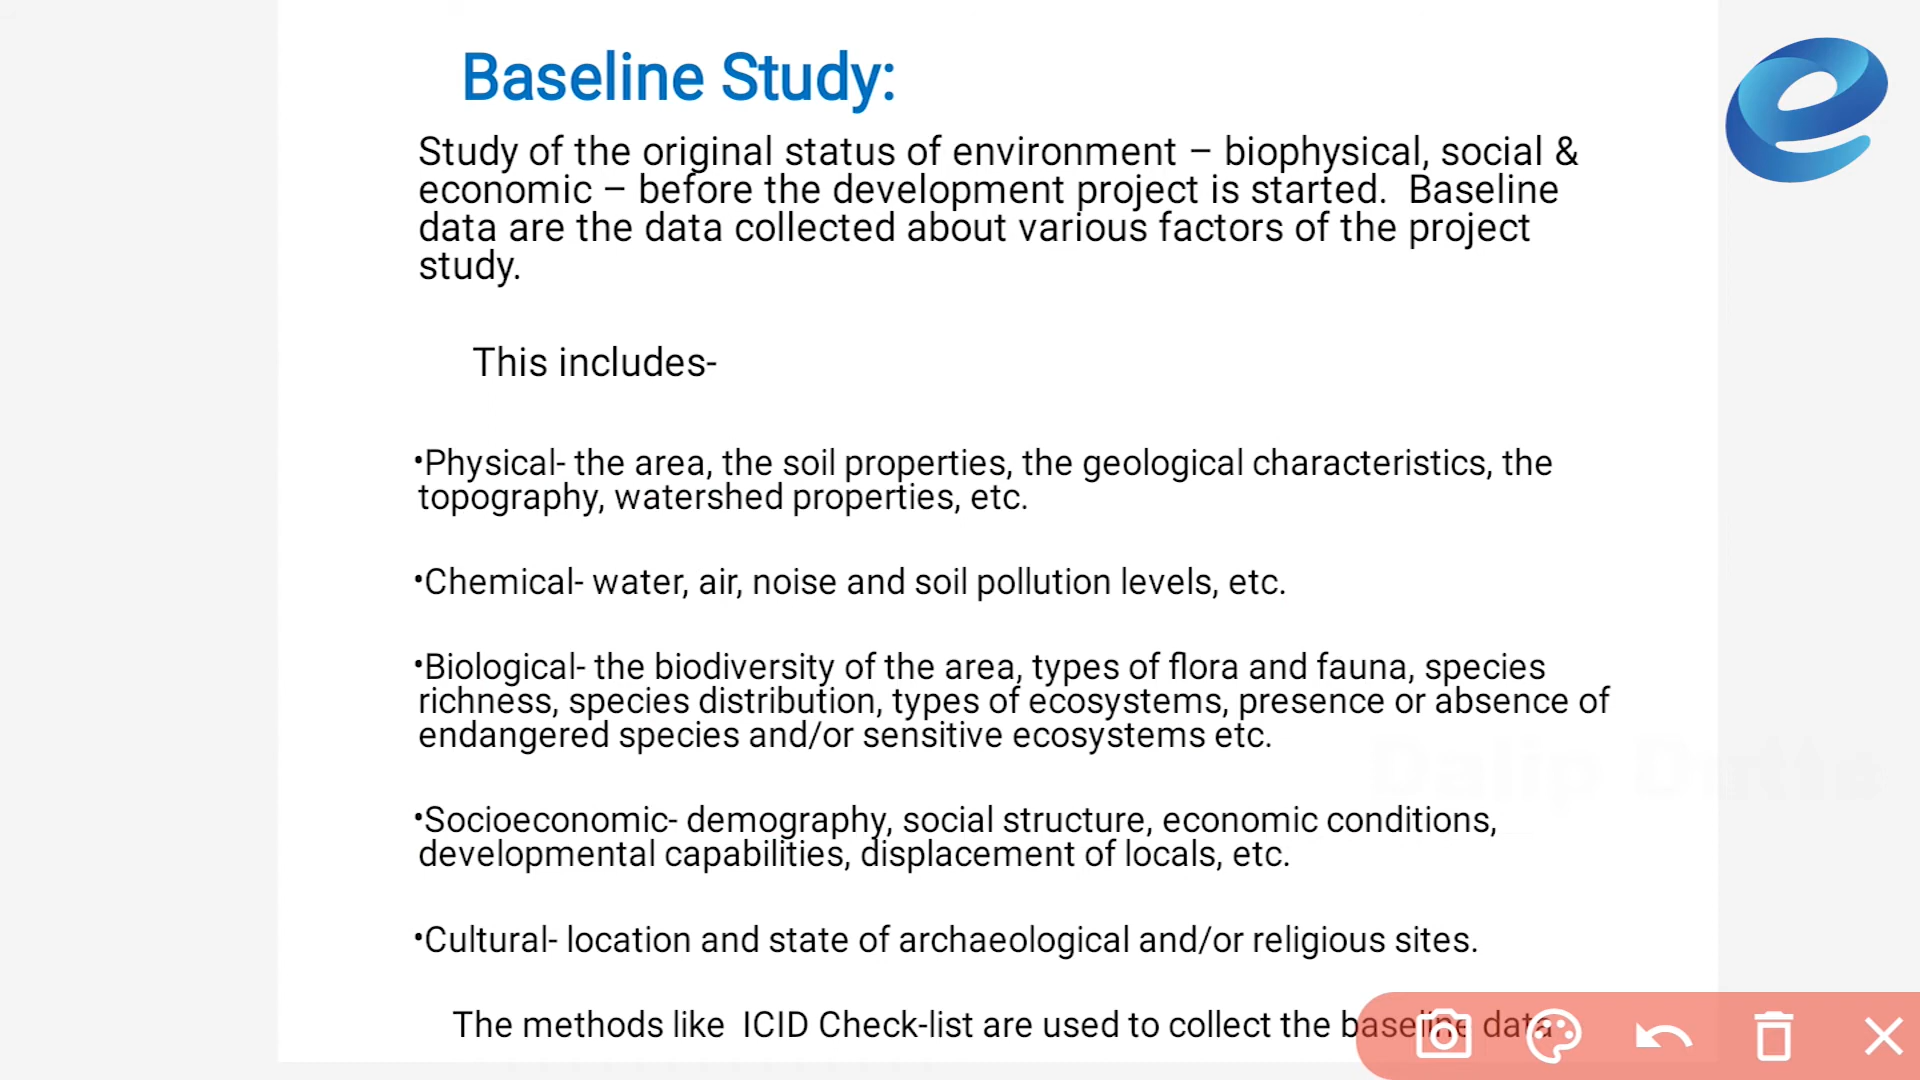 Baseline Study:
Study of the original status of environment – biophysical, social &
economic – before the development project is started.  Baseline
data are the data collected about various factors of the project
study.
This includes-
•Physical- the area, the soil properties, the geological characteristics, the
topography, watershed properties, etc.
•Chemical- water, air, noise and soil pollution levels, etc.
•Biological- the biodiversity of the area, types of flora and fauna, species
richness, species distribution, types of ecosystems, presence or absence of
endangered species and/or sensitive ecosystems etc.
Dalip Datta
•Socioeconomic- demography, social structure, economic conditions,
developmental capabilities, displacement of locals, etc.
•Cultural- location and state of archaeological and/or religious sites.
The methods like  ICID Check-list are used to collect the baseline data